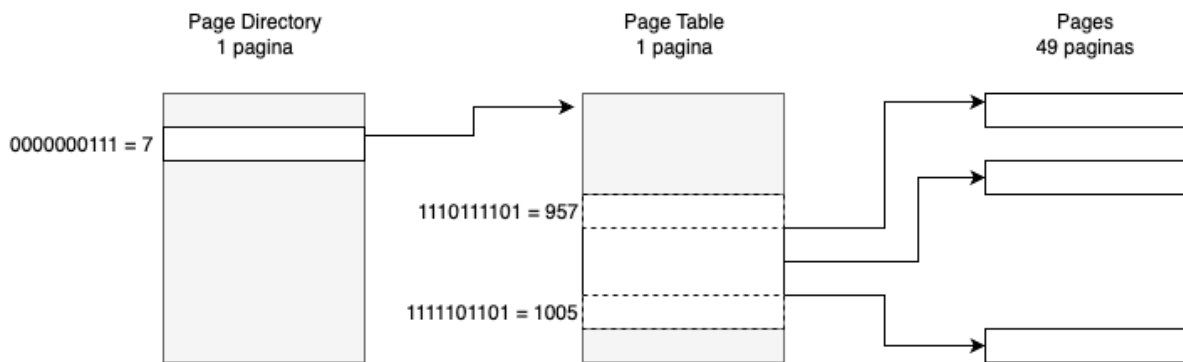 Page Directory
1 pagina
Page Table
1 pagina
Pages
49 paginas
0000000111 = 7
1110111101 = 957
1111101101 = 1005